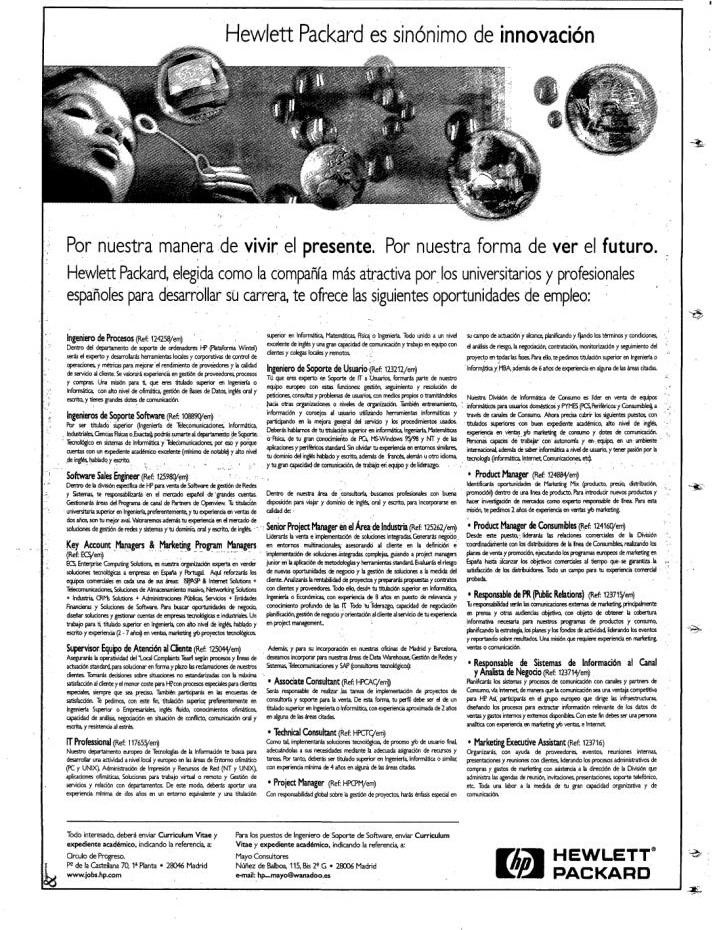 Hewlett Packard es sinónimo de innovación
Por nuestra manera de vivir el presente. Por nuestra forma de ver el futuro.
Hewlett Packard, elegida como la compañía más atractiva por los universitarios y profesionales
españoles para desarrollar su carrera, te ofrece las siguientes oportunidades de empleo:
Ingeniero de Procesos (Ref: 124258/em)
Dentro del departamento de soporte de ordenadores HP (Plataforma Wintel)
serás el experto y desarrollarás herramientas locales y corporativas de control de
operaciones, y métricas para mejorar el rendimiento de proveedores y la calidad
de servicio al cliente. Se valorará experiencia en gestión de proveedores, procesos
y compras. Una misión para ti, que eres titulado superior en Ingeniería o
Informática, con alto nivel de ofimática, gestión de Bases de Datos, inglés oral y
escrito, y tienes grandes dotes de comunicación.
Ingenieros de Soporte Software (Ref: 108890/em)
Por ser titulado superior (Ingeniería de Telecomunicaciones, Informática,
Industriales, Ciencias Físicas o Exactas), podrás sumarte al departamento de Soporte
Tecnológico en sistemas de Informática y Telecomunicaciones, por eso y porque
cuentas con un expediente académico excelente (mínimo de notable) y alto nivel
de inglés, hablado y escrito.
Software Sales Engineer (Ref: 125980/em)
Dentro de la división específica de HP para venta de Software de gestión de Redes
y Sistemas, te responsabilizarás en el mercado español de grandes cuentas.
Gestionarás áreas del Programa de canal de Partners de Openview. Tu titulación
universitaria superior en Ingeniería, preferentemente, y tu experiencia en ventas de
dos años, son tu mejor aval. Valoraremos además tu experiencia en el mercado de
soluciones de gestión de redes y sistemas y tu dominio, oral y escrito, de inglés.
Key Account Managers & Marketing Program Managers
(Ref: ECS/em)
ECS, Enterprise Computing Solutions, es nuestra organización experta en vender
soluciones tecnológicas a empresas en España y Portugal. Aquí reforzarás los
equipos comerciales en cada una de sus áreas: ISP/ASP & Internet Solutions •
Telecomunicaciones, Soluciones de Almacenamiento masivo, Networking Solutions
• Industria, CRMs Solutions • Administraciones Públicas, Servicios • Entidades
Financieras y Soluciones de Software. Para buscar oportunidades de negocio,
diseñar soluciones y gestionar cuentas de empresas tecnológicas e industriales. Un
trabajo para ti, titulado superior en Ingeniería, con alto nivel de inglés, hablado y
escrito y experiencia (2 - 7 años) en ventas, marketing y/o proyectos tecnológicos.
Supervisor Equipo de Atención al Cliente (Ref: 125044/em)
Asegurarás la operatividad del "Local Complaints Team" según procesos y líneas de
actuación standard, para solucionar en forma y plazo las reclamaciones de nuestros
clientes. Tomarás decisiones sobre situaciones no estandarizadas con la máxima
satisfacción al cliente y el menor coste para HP con procesos especiales para clientes
especiales, siempre que sea preciso. También participarás en las encuestas de
satisfacción. Te pedimos, con este fin, titulación superior preferentemente en
Ingeniería Superior o Empresariales, inglés fluido, conocimientos ofimáticos,
capacidad de análisis, negociación en situación de conflicto, comunicación oral y
escrita, y resistencia al estrés.
IT Professional (Ref: 117655/em)
Nuestro departamento europeo de Tecnologías de la Información te busca para
desarrollar una actividad a nivel local y europeo en las áreas de Entorno ofimático
(PC y UNIX), Administración de Impresión y Recursos de Red (NT y UNIX),
aplicaciones ofimáticas, Soluciones para trabajo virtual o remoto y Gestión de
servicios y relación con departamentos. De este modo, deberás aportar una
experiencia mínima de dos años en un entorno equivalente y una titulación
superior en Informática, Matemáticas, Física o Ingeniería. Todo unido a un nivel
excelente de inglés y una gran capacidad de comunicación y trabajo en equipo con
clientes y colegas locales y remotos.
Ingeniero de Soporte de Usuario (Ref: 123212/em)
Tú que eres experto en Soporte de IT a Usuarios, formarás parte de nuestro
equipo europeo con estas funciones: gestión, seguimiento y resolución de
peticiones, consultas y problemas de usuarios, con medios propios o tramitándolos
hacia otras organizaciones o niveles de organización. También entrenamiento,
información y consejos al usuario utilizando herramientas informáticas y
participando en la mejora general del servicio y los procedimientos usados.
Deberás hablarnos de tu titulación superior en informática, Ingeniería, Matemáticas
o Física, de tu gran conocimiento de PCs, MS-Windows 95/98 y NT y de las
aplicaciones y periféricos standard. Sin olvidar tu experiencia en entornos similares,
tu dominio del inglés hablado y escrito, además de francés, alemán u otro idioma,
y tu gran capacidad de comunicación, de trabajo en equipo y de liderazgo.
Dentro de nuestra área de consultoría, buscamos profesionales con buena
disposición para viajar y dominio de inglés, oral y escrito, para incorporarse en
calidad de:
Senior Project Manager en el Área de Industria (Ref: 125262/em)
Liderarás la venta e implementación de soluciones integradas. Generarás negocio
en entornos multinacionales, asesorando al cliente en la definición e
implementación de soluciones integradas complejas, guiando a project managers
junior en la aplicación de metodologías y herramientas standard. Evaluarás el riesgo
de nuevas oportunidades de negocio y la gestión de soluciones a la medida del
cliente. Analizarás la rentabilidad de proyectos y prepararás propuestas y contratos
con clientes y proveedores. Todo ello, desde tu titulación superior en Informática,
Ingeniería o Económicas, con experiencia de 8 años en puesto de relevancia y
conocimiento profundo de las IT. Todo tu liderazgo, capacidad de negociación
planificación, gestión de negocio y orientación al cliente al servicio de tu experiencia
en project management.
Además, y para su incorporación en nuestras oficinas de Madrid y Barcelona,
deseamos incorporar para nuestras áreas de Data Warehouse, Gestión de Redes y
Sistemas, Telecomunicaciones y SAP (consultores tecnológicos):
• Associate Consultant (Ref: HPCAC/em)
Serás responsable de realizar las tareas de implementación de proyectos de
consultoría y soporte para la venta. De esta forma, tu perfil debe ser el de un
titulado superior en Ingeniería o Informática, con experiencia aproximada de 2 años
en alguna de las áreas citadas.
• Technical Consultant (Ref: HPCTC/em)
Como tal, implementarás soluciones tecnológicas, de proceso y/o de usuario final,
adecuándolas a sus necesidades mediante la adecuada asignación de recursos y
tareas. Por tanto, deberás ser titulado superior en Ingeniería, Informática o similar,
con experiencia mínima de 4 años en alguna de las áreas citadas.
• Project Manager (Ref: HPCPM/em)
Con responsabilidad global sobre la gestión de proyectos, harás énfasis especial en
su campo de actuación y alcance, planificando y fijando los términos y condiciones,
el análisis de riesgo, la negociación, contratación, monitorización y seguimiento del
proyecto en todas las fases. Para ello, te pedimos titulación superior en Ingeniería o
Informática y MBA, además de 6 años de experiencia en alguna de las áreas citadas.
Nuestra División de Informática de Consumo es líder en venta de equipos
informáticos para usuarios domésticos y PYMES (PCS, Periféricos y Consumibles), a
través de canales de Consumo. Ahora precisa cubrir los siguientes puestos, con
titulados superiores con buen expediente académico, alto nivel de inglés,
experiencia en ventas y/o marketing de consumo y dotes de comunicación.
Personas capaces de trabajar con autonomía y en equipo, en un ambiente
internacional, además de saber informática a nivel de usuario, y tener pasión por la
tecnología (informática, Internet, Comunicaciones, etc).
• Product Manager (Ref: 124884/em)
Identificarás oportunidades de Marketing Mix (producto, precio, distribución,
promoción) dentro de una línea de producto. Para introducir nuevos productos y
hacer investigación de mercados como experto responsable de línea. Para esta
misión, te pedimos 2 años de experiencia en ventas y/o marketing.
• Product Manager de Consumibles (Ref: 124160/em)
Desde este puesto, liderarás las relaciones comerciales de la División
coordinadamente con los distribuidores de la línea de Consumibles, realizando los
planes de venta y promoción, ejecutando los programas europeos de marketing en
España hasta alcanzar los objetivos comerciales al tiempo que se garantiza la
satisfacción de los distribuidores. Todo un campo para tu experiencia comercial
probada.
• Responsable de PR (Public Relations) (Ref: 123715/em)
Tu responsabilidad serán las comunicaciones externas de marketing, principalmente
en prensa y otras audiencias objetivo, con objeto de obtener la cobertura
informativa necesaria para nuestros programas de productos y consumo,
planificando la estrategia, los planes y los fondos de actividad, liderando los eventos
y reportando sobre resultados. Una misión que requiere experiencia en marketing,
ventas o comunicación.
• Responsable de Sistemas de Información al Canal
y Analista de Negocio (Ref: 123714/em)
Planificarás los sistemas y procesos de comunicación con canales y partners de
Consumo, vía Internet, de manera que la comunicación sea una ventaja competitiva
para HP. Así, participarás en el grupo europeo que dirige las infraestructuras,
diseñando los procesos para extractar información relevante de los datos de
ventas y gastos internos y externos disponibles. Con este fin debes ser una persona
analítica con experiencia en marketing y/o ventas, e Internet.
• Marketing Executive Assistant (Ref: 123716)
Organizarás, con ayuda de proveedores, eventos, reuniones internas,
presentaciones y reuniones con clientes, liderando los procesos administrativos de
compras y gastos de marketing con asistencia a la dirección de la División que
administra las agendas de reunión, invitaciones, presentaciones, soporte telefónico,
etc. Toda una labor a la medida de tu gran capacidad organizativa y de
comunicación.
Todo interesado, deberá enviar Curriculum Vitae y
expediente académico, indicando la referencia, a:
Círculo de Progreso.
Pº de la Castellana 70, 1ª Planta • 28046 Madrid
www.jobs.hp.com
Para los puestos de Ingeniero de Soporte de Software, enviar Curriculum
Vitae y expediente académico, indicando la referencia, a:
Mayo Consultores
Núñez de Balboa, 115, Bis 2º G • 28006 Madrid
e-mail: hp_mayo@wanadoo.es
hp HEWLETT®
PACKARD